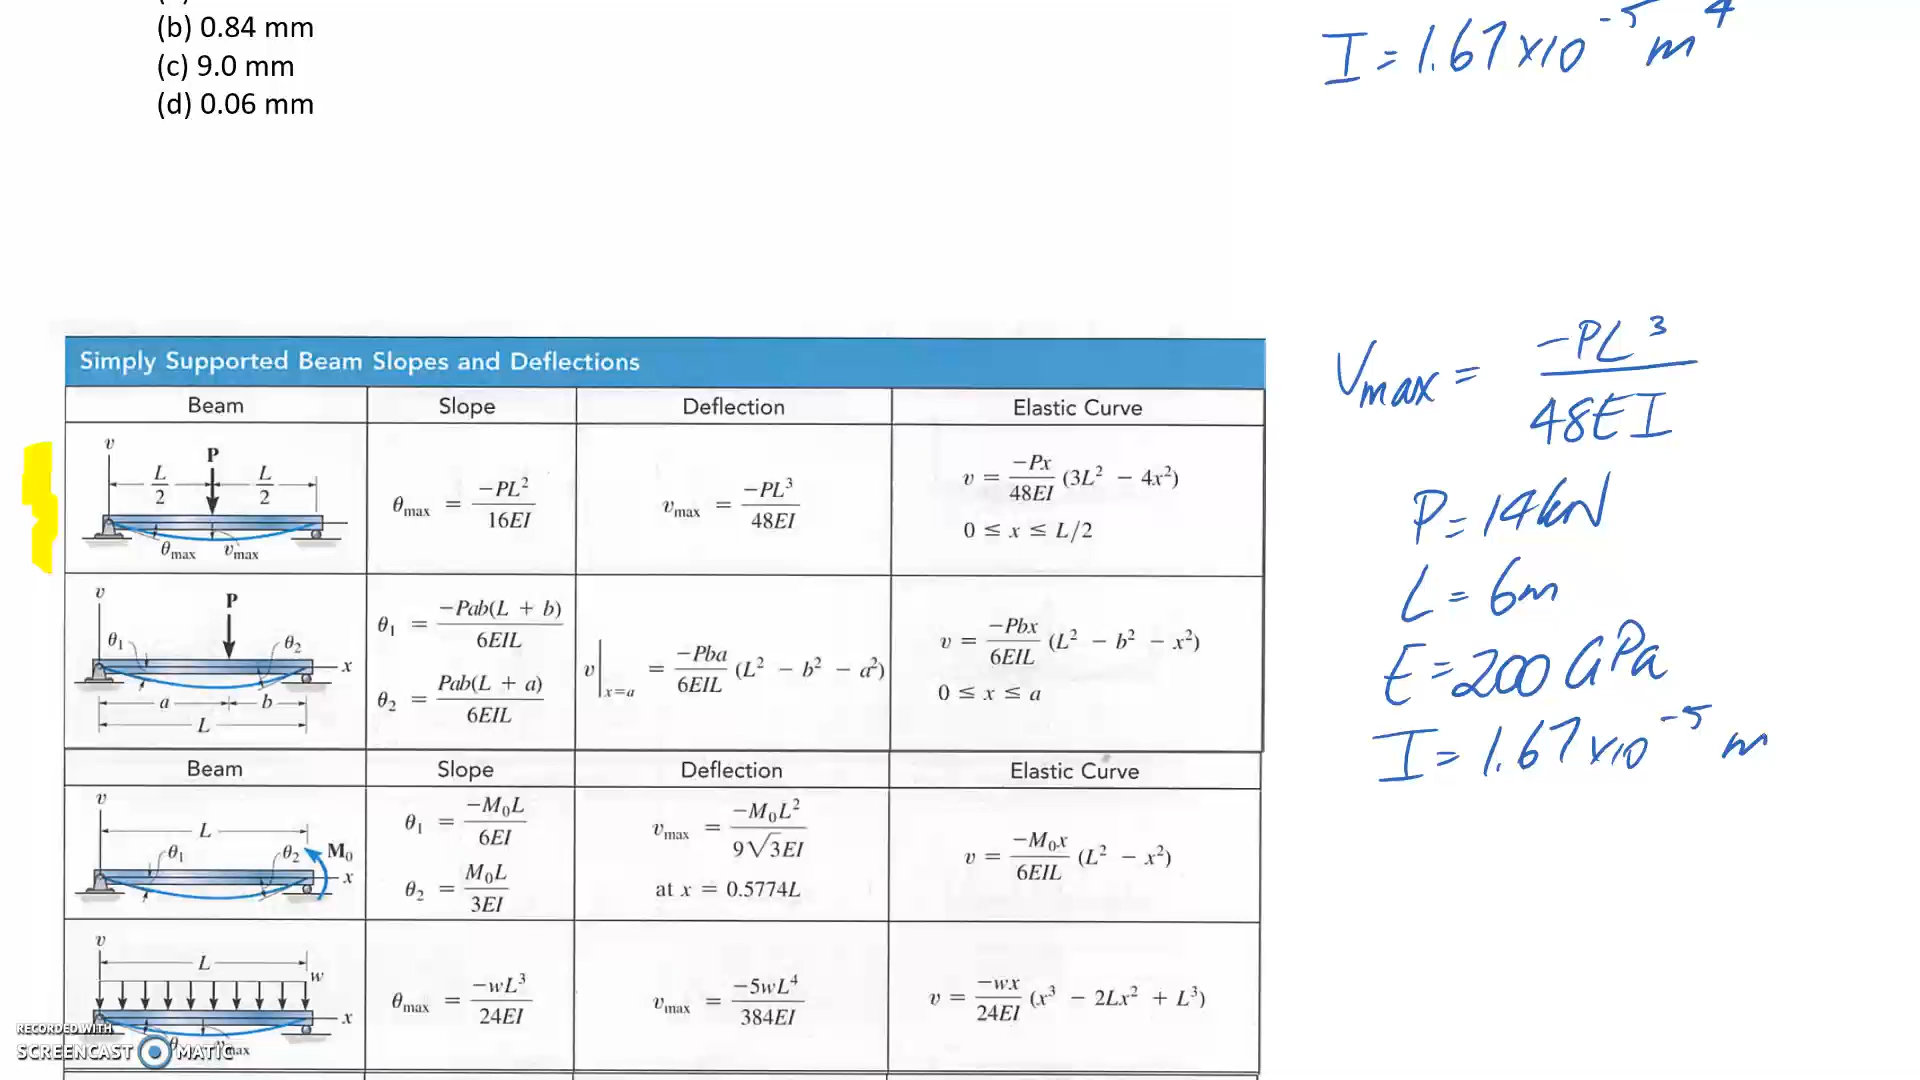 (b) 0.84 mm
(c) 9.0 mm
(d) 0.06 mm
I = 1.67 x10⁻⁵ m⁴
Simply Supported Beam Slopes and Deflections
Beam Slope Deflection Elastic Curve
v P L/2 L/2 θmax vmax
θmax = -PL²/16EI
vmax = -PL³/48EI
v = -Px/48EI (3L² - 4x²)
0 ≤ x ≤ L/2
v P θ1 θ2 x a b L
θ1 = -Pab(L + b)/6EIL
θ2 = Pab(L + a)/6EIL
v|x=a = -Pba/6EIL (L² - b² - a²)
v = -Pbx/6EIL (L² - b² - x²)
0 ≤ x ≤ a
Beam Slope Deflection Elastic Curve
v L θ1 θ2 M0 x
θ1 = -M0L/6EI
θ2 = M0L/3EI
vmax = -M0L²/9√3EI
at x = 0.5774L
v = -M0x/6EIL (L² - x²)
v L w x
θmax = -wL³/24EI
vmax = -5wL⁴/384EI
v = -wx/24EI (x³ - 2Lx² + L³)
Vmax = -PL³/48EI
P = 14kN
L = 6m
E = 200 GPa
I = 1.67 x10⁻⁵ m
RECORDED WITH
SCREENCAST MATIC